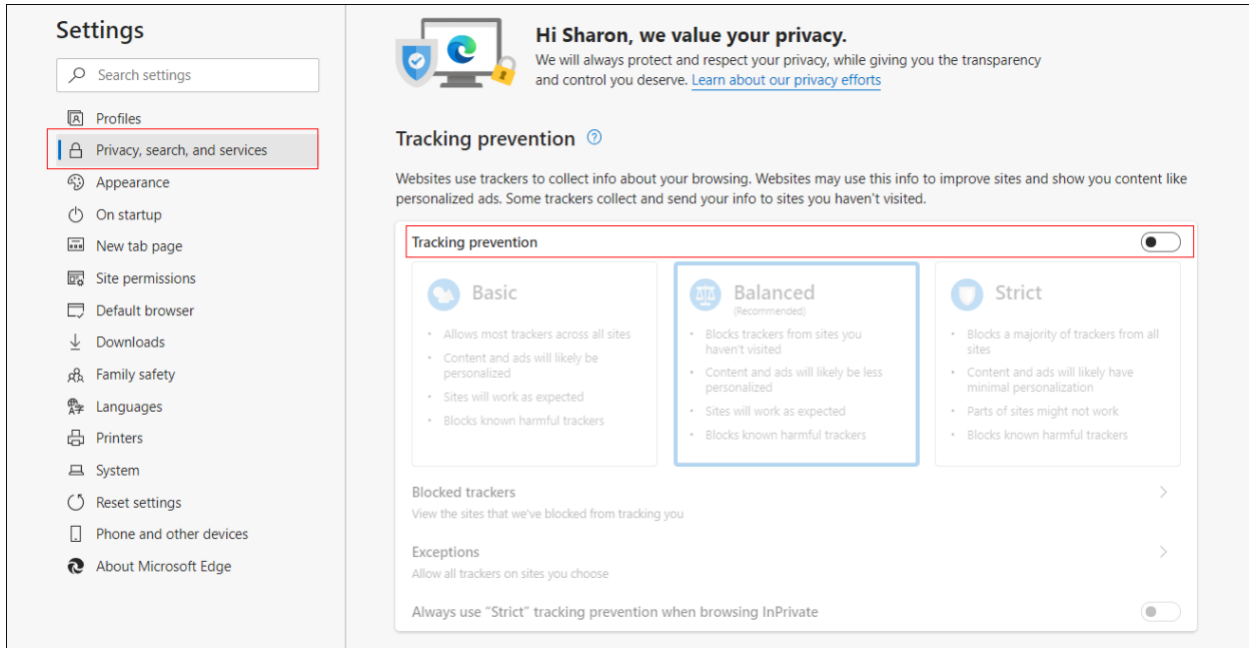 Settings
Search settings
Profiles
Privacy, search, and services
Appearance
On startup
New tab page
Site permissions
Default browser
Downloads
Family safety
Languages
Printers
System
Reset settings
Phone and other devices
About Microsoft Edge
Hi Sharon, we value your privacy.
We will always protect and respect your privacy, while giving you the transparency
and control you deserve. Learn about our privacy efforts
Tracking prevention
Websites use trackers to collect info about your browsing. Websites may use this info to improve sites and show you content like
personalized ads. Some trackers collect and send your info to sites you haven't visited.
Tracking prevention
Basic
• Allows most trackers across all sites
• Content and ads will likely be
personalized
• Sites will work as expected
• Blocks known harmful trackers
Balanced
(Recommended)
• Blocks trackers from sites you
haven't visited
• Content and ads will likely be less
personalized
• Sites will work as expected
• Blocks known harmful trackers
Strict
• Blocks a majority of trackers from all
sites
• Content and ads will likely have
minimal personalization
• Parts of sites might not work
• Blocks known harmful trackers
Blocked trackers
View the sites that we've blocked from tracking you
Exceptions
Allow all trackers on sites you choose
Always use "Strict" tracking prevention when browsing InPrivate